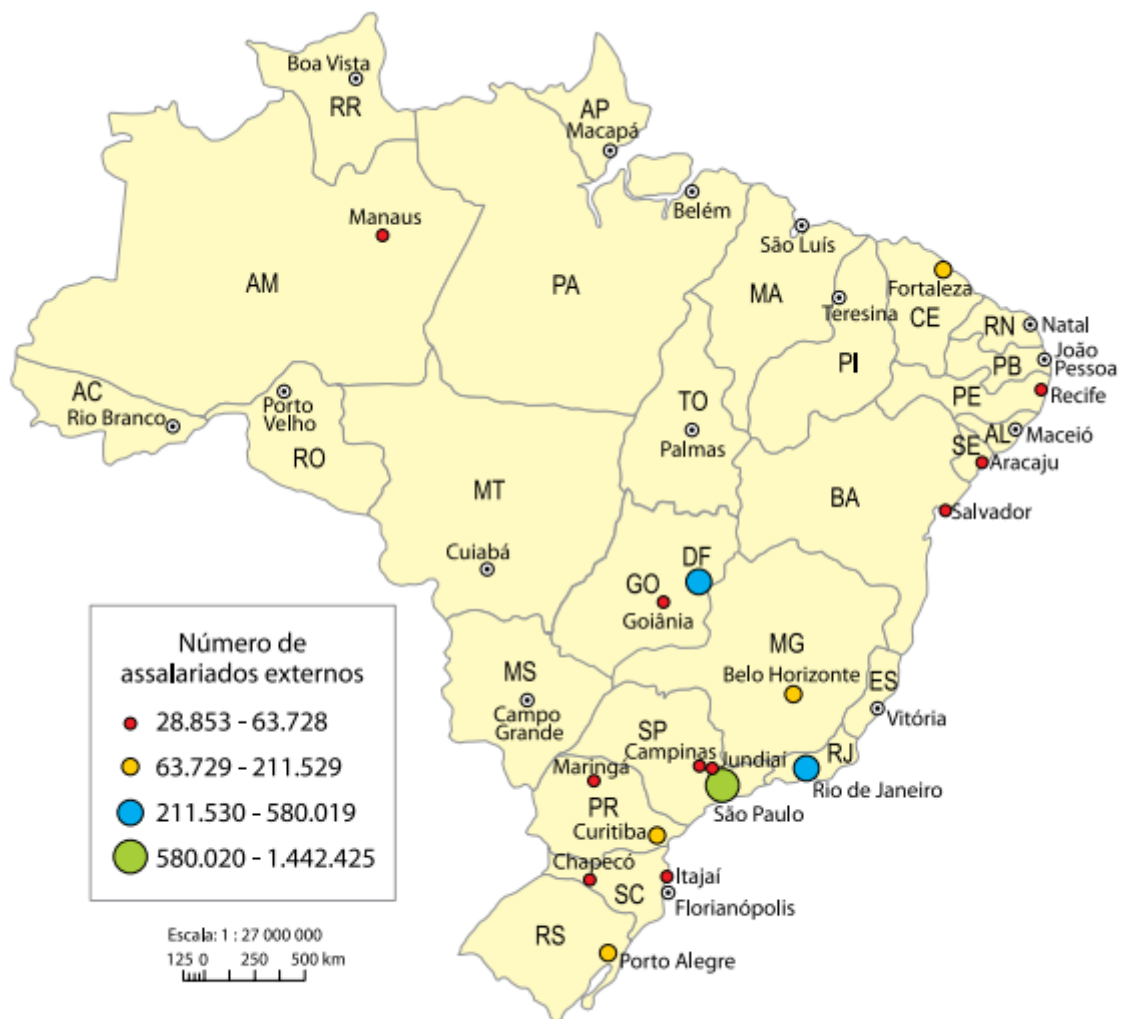 Boa Vista
RR
AP
Macapá
Belém
Manaus
São Luís
AM
PA
MA
Fortaleza
Teresina
CE
RN
Natal
João
Pessoa
PB
PI
AC
Rio Branco
Porto
Velho
RO
TO
Palmas
PE
Recife
AL
Maceió
SE
Aracaju
MT
BA
Salvador
Cuiabá
DF
GO
Goiânia
MG
Belo Horizonte
ES
Vitória
MS
Campo
Grande
SP
Campinas
Jundiaí
RJ
Rio de Janeiro
São Paulo
Maringá
PR
Curitiba
Chapecó
Itajaí
SC
Florianópolis
RS
Porto Alegre
Número de
assalariados externos
28.853 - 63.728
63.729 - 211.529
211.530 - 580.019
580.020 - 1.442.425
Escala: 1 : 27 000 000
125 0 250 500 km